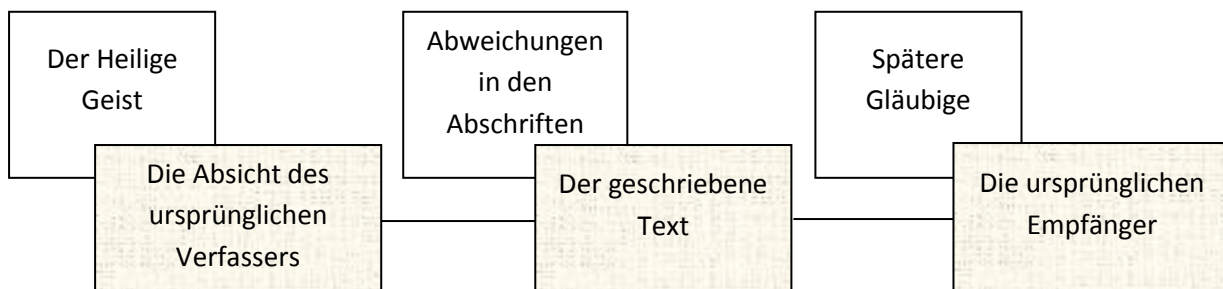 Der Heilige
Geist
Abweichungen
in den
Abschriften
Spätere
Gläubige
Die Absicht des
ursprünglichen
Verfassers
Der geschriebene
Text
Die ursprünglichen
Empfänger